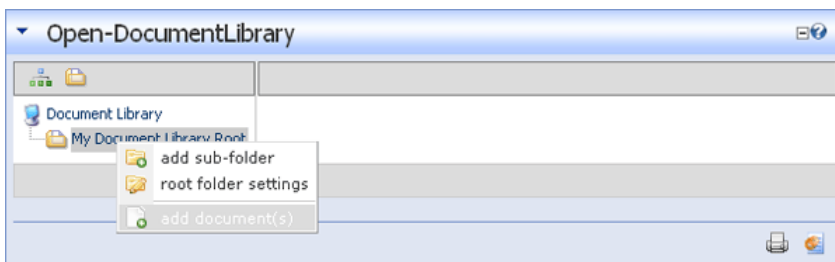 Open-DocumentLibrary
Document Library
My Document Library Root
add sub-folder
root folder settings
add document(s)